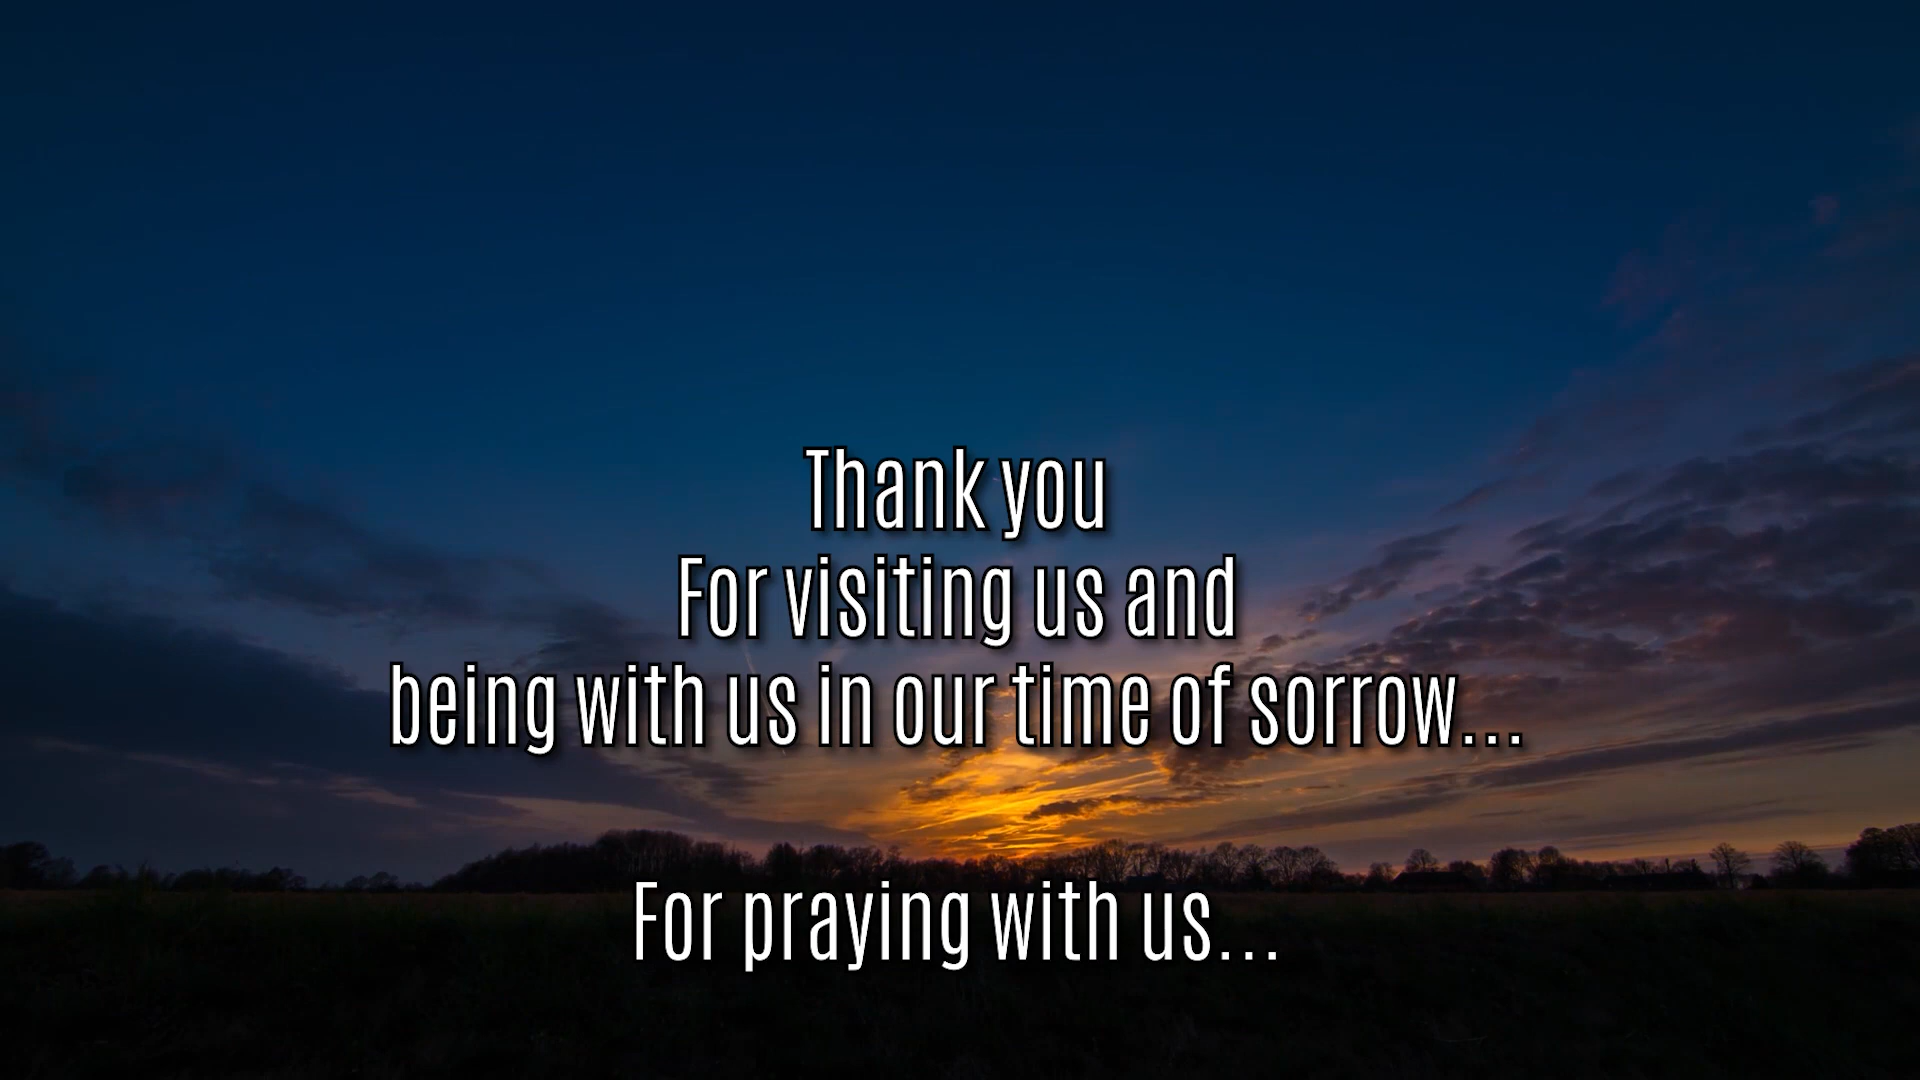 Thank you
For visiting us and
being with us in our time of sorrow...
For praying with us...